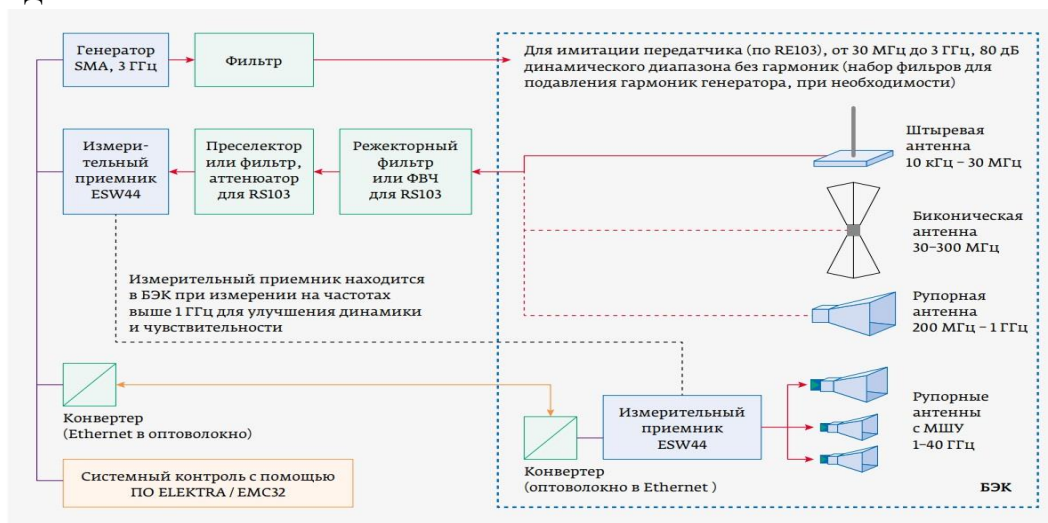 Генератор
SMA, 3 ГГц
Фильтр
Для имитации передатчика (по RE103), от 30 МГц до 3 ГГц, 80 дБ
динамического диапазона без гармоник (набор фильров для
подавления гармоник генератора, при необходимости)
Измери-
тельный
приемник
ESW44
Преселектор
или фильтр,
аттенюатор
для RS103
Режекторный
фильтр
или ФВЧ
для RS103
Штыревая
антенна
10 кГц – 30 МГц
Биконическая
антенна
30–300 МГц
Рупорная
антенна
200 МГц – 1 ГГц
Измерительный приемник находится
в БЭК при измерении на частотах
выше 1 ГГц для улучшения динамики
и чувствительности
Конвертер
(Ethernet в оптоволокно)
Системный контроль с помощью
ПО ELEKTRA / EMC32
Конвертер
(оптоволокно в Ethernet )
Измерительный
приемник
ESW44
Рупорные
антенны
с МШУ
1–40 ГГц
БЭК